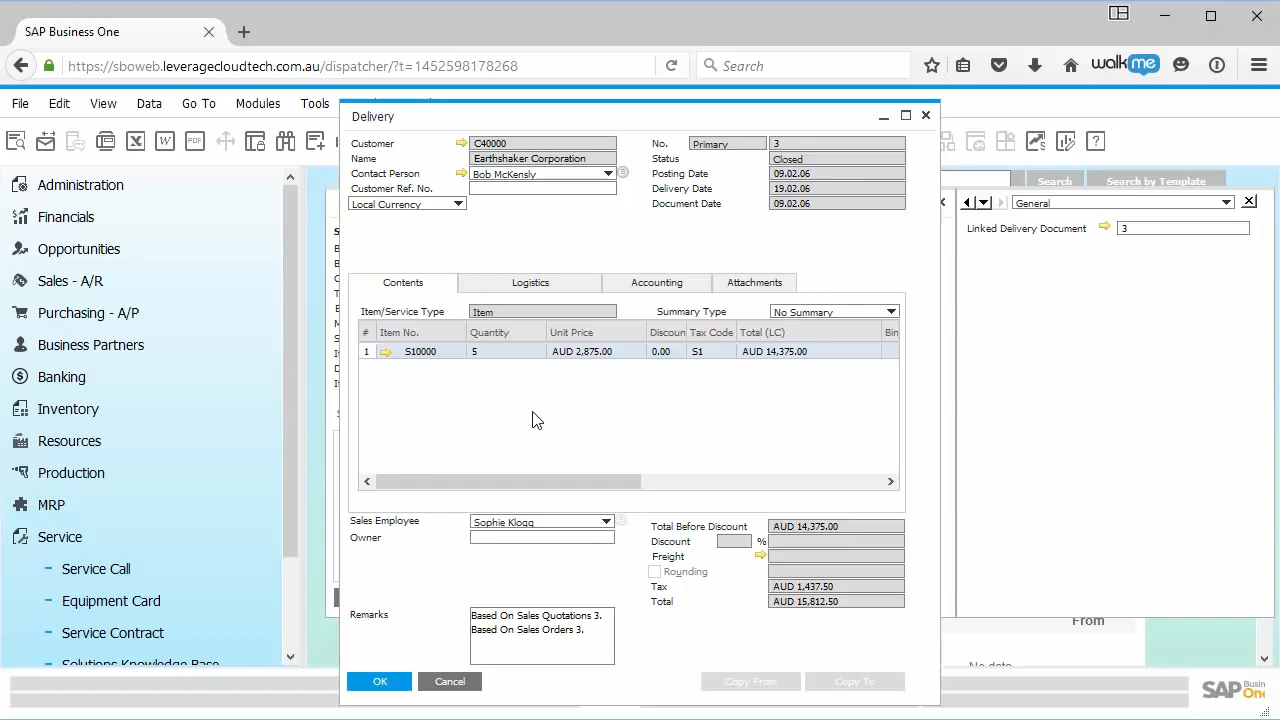 SAP Business One
https://sboweb.leveragecloudtech.com.au/dispatcher/?t=1452598178268
Search
walkme
File Edit View Data Go To Modules Tools
Delivery
Customer C40000
Name Earthshaker Corporation
Contact Person Bob McKensly
Customer Ref. No.
Local Currency
No. Primary 3
Status Closed
Posting Date 09.02.06
Delivery Date 19.02.06
Document Date 09.02.06
Search Search by Template
General
Linked Delivery Document 3
Administration
Financials
Opportunities
Sales - A/R
Purchasing - A/P
Business Partners
Banking
Inventory
Resources
Production
MRP
Service
Service Call
Equipment Card
Service Contract
Solutions Knowledge Base
Contents Logistics Accounting Attachments
Item/Service Type Item Summary Type No Summary
# Item No. Quantity Unit Price Discoun Tax Code Total (LC) Bin
1 S10000 5 AUD 2,875.00 0.00 S1 AUD 14,375.00
Sales Employee Sophie Klogg
Owner
Remarks Based On Sales Quotations 3.
Based On Sales Orders 3.
Total Before Discount AUD 14,375.00
Discount %
Freight
Rounding
Tax AUD 1,437.50
Total AUD 15,812.50
OK Cancel Copy From Copy To
From
No data
SAP Busin
One